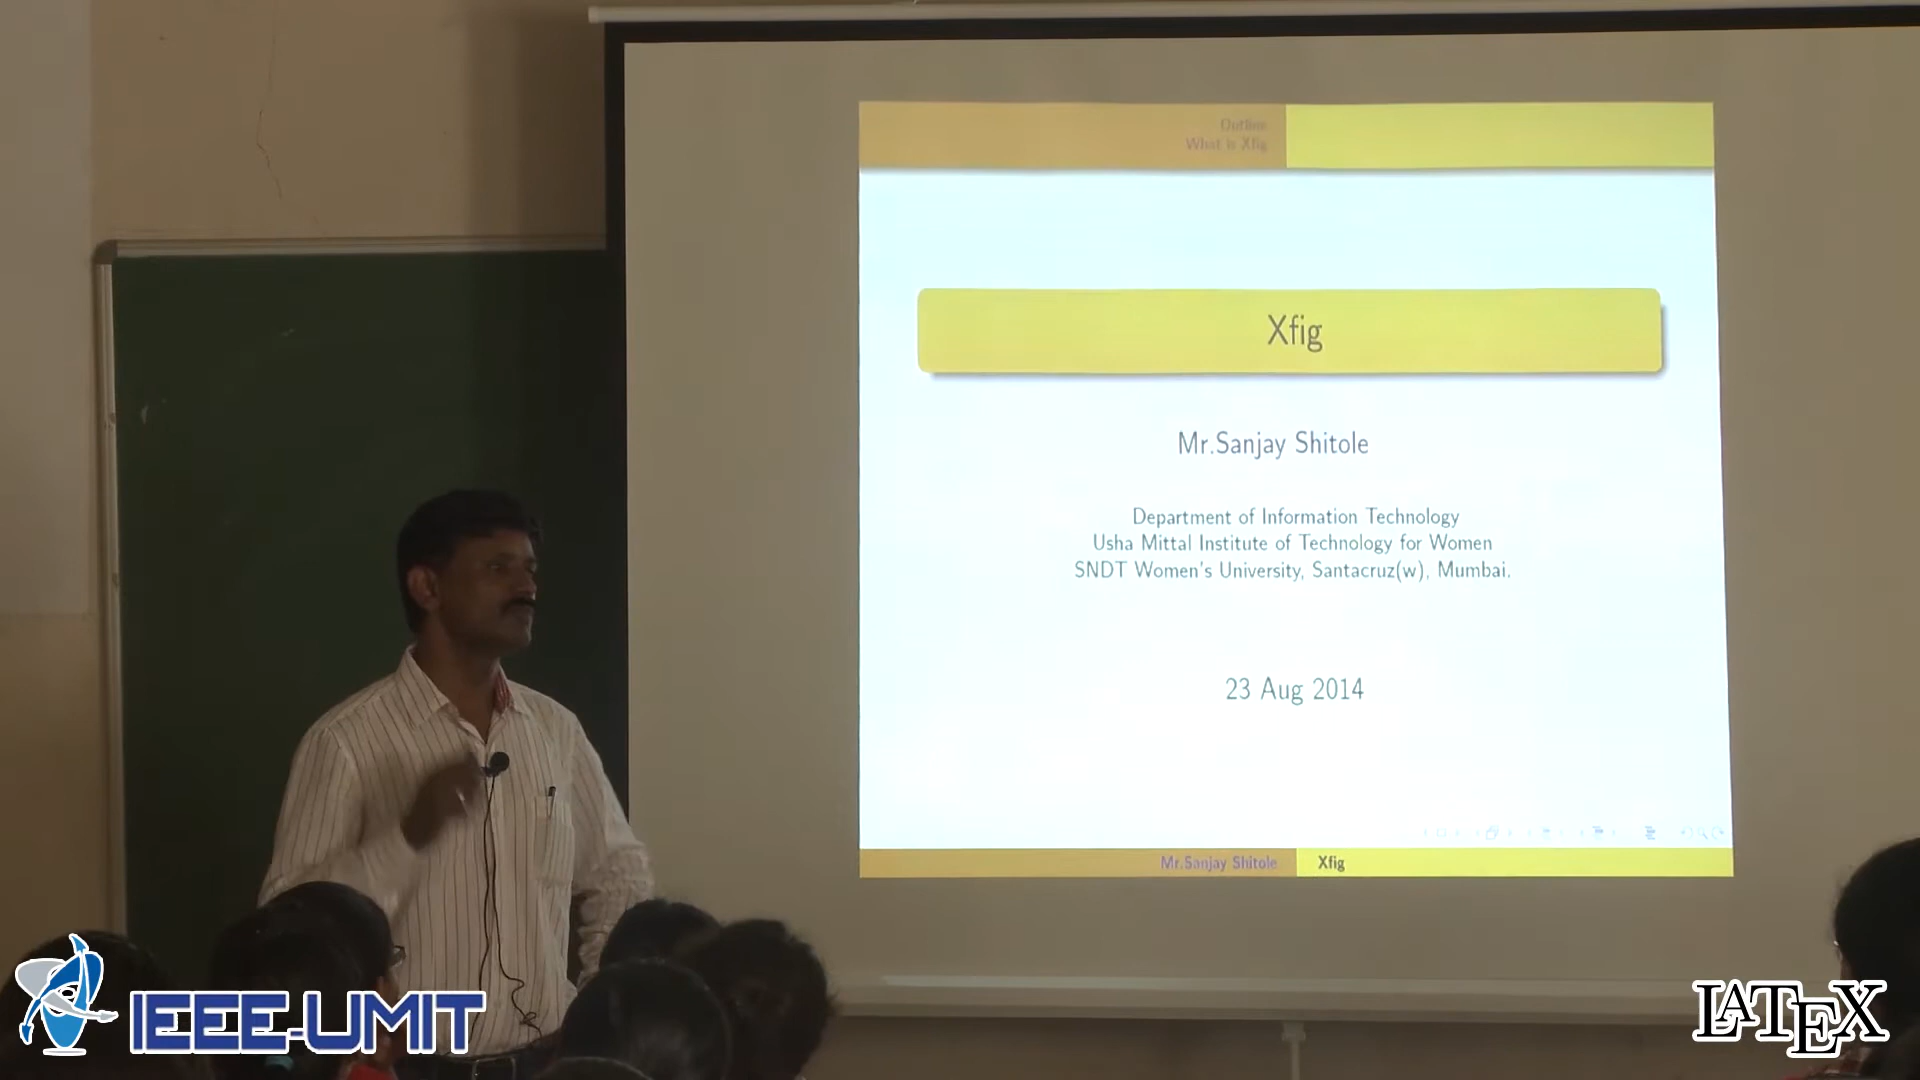 Outline
What is Xfig
Xfig
Mr.Sanjay Shitole
Department of Information Technology
Usha Mittal Institute of Technology for Women
SNDT Women's University, Santacruz(w), Mumbai.
23 Aug 2014
Mr.Sanjay Shitole
Xfig
IEEE-UMIT
LATEX